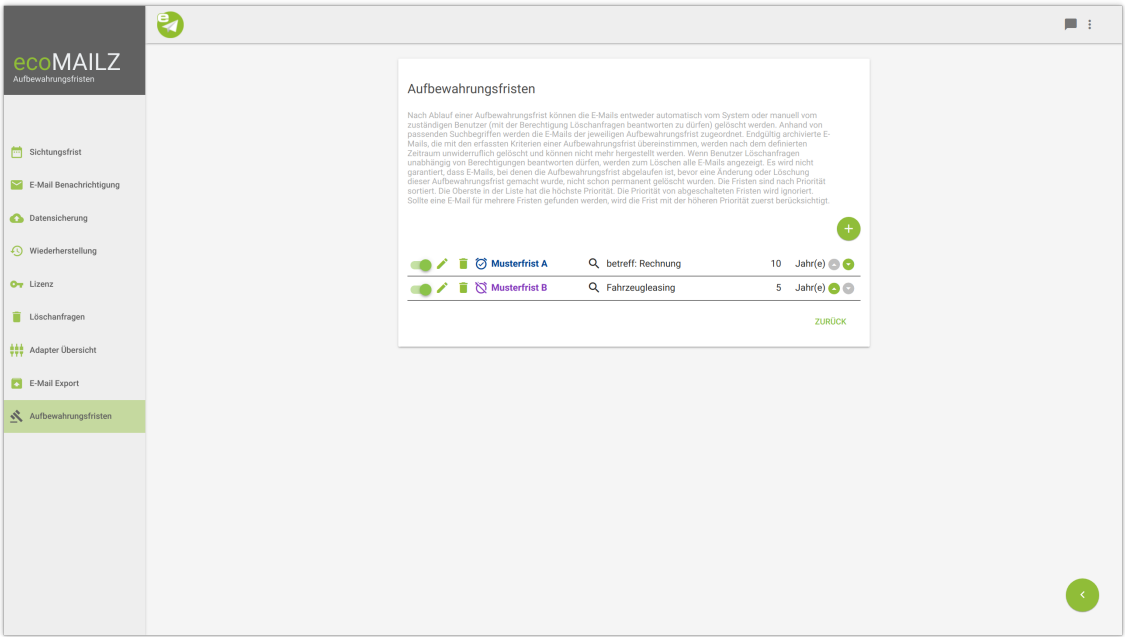 ecoMAILZ
Aufbewahrungsfristen
Sichtungsfrist
E-Mail Benachrichtigung
Datensicherung
Wiederherstellung
Lizenz
Löschanfragen
Adapter Übersicht
E-Mail Export
Aufbewahrungsfristen
Aufbewahrungsfristen
Nach Ablauf einer Aufbewahrungsfrist können die E-Mails entweder automatisch vom System oder manuell vom
zuständigen Benutzer (mit der Berechtigung Löschanfragen beantworten zu dürfen) gelöscht werden. Anhand von
passenden Suchbegriffen werden die E-Mails der jeweiligen Aufbewahrungsfrist zugeordnet. Endgültig archivierte E-
Mails, die mit den erfassten Kriterien einer Aufbewahrungsfrist übereinstimmen, werden nach dem definierten
Zeitraum unwiderruflich gelöscht und können nicht mehr hergestellt werden. Wenn Benutzer Löschanfragen
unabhängig von Berechtigungen beantworten dürfen, werden zum Löschen alle E-Mails angezeigt. Es wird nicht
garantiert, dass E-Mails, bei denen die Aufbewahrungsfrist abgelaufen ist, bevor eine Änderung oder Löschung
dieser Aufbewahrungsfrist gemacht wurde, nicht schon permanent gelöscht wurden. Die Fristen sind nach Priorität
sortiert. Die Oberste in der Liste hat die höchste Priorität. Die Priorität von abgeschalteten Fristen wird ignoriert.
Sollte eine E-Mail für mehrere Fristen gefunden werden, wird die Frist mit der höheren Priorität zuerst berücksichtigt.
Musterfrist A betreff: Rechnung 10 Jahr(e)
Musterfrist B Fahrzeugleasing 5 Jahr(e)
ZURÜCK